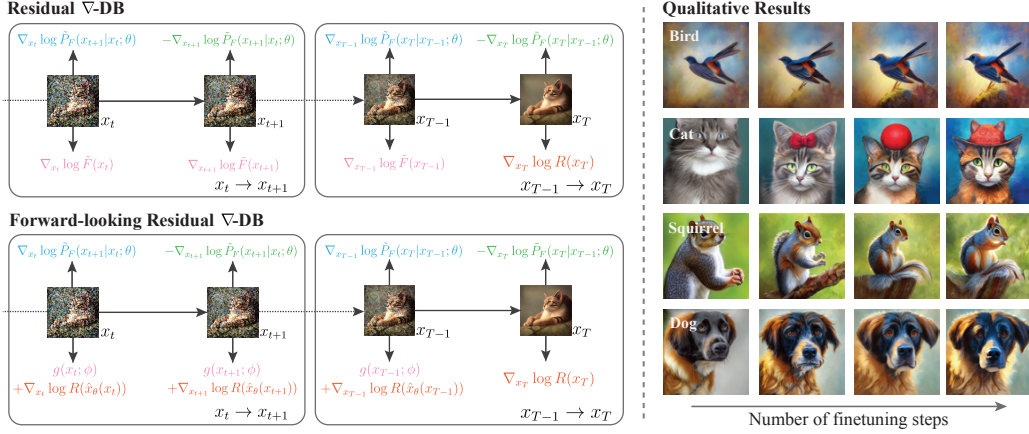 Residual ∇-DB
∇_{x_t} log P̃_F(x_{t+1}|x_t; θ)
−∇_{x_{t+1}} log P̃_F(x_{t+1}|x_t; θ)
x_t
x_{t+1}
∇_{x_t} log F̃(x_t)
∇_{x_{t+1}} log F̃(x_{t+1})
x_t → x_{t+1}
∇_{x_{T−1}} log P̃_F(x_T|x_{T−1}; θ)
−∇_{x_T} log P̃_F(x_T|x_{T−1}; θ)
x_{T−1}
x_T
∇_{x_{T−1}} log F̃(x_{T−1})
∇_{x_T} log R(x_T)
x_{T−1} → x_T
Forward-looking Residual ∇-DB
∇_{x_t} log P̃_F(x_{t+1}|x_t; θ)
−∇_{x_{t+1}} log P̃_F(x_{t+1}|x_t; θ)
x_t
x_{t+1}
g(x_t; ϕ)
+∇_{x_t} log R(x̂_θ(x_t))
g(x_{t+1}; ϕ)
+∇_{x_{t+1}} log R(x̂_θ(x_{t+1}))
x_t → x_{t+1}
∇_{x_{T−1}} log P̃_F(x_T|x_{T−1}; θ)
−∇_{x_T} log P̃_F(x_T|x_{T−1}; θ)
x_{T−1}
x_T
g(x_{T−1}; ϕ)
+∇_{x_{T−1}} log R(x̂_θ(x_{T−1}))
∇_{x_T} log R(x_T)
x_{T−1} → x_T
Qualitative Results
Bird
Cat
Squirrel
Dog
Number of finetuning steps